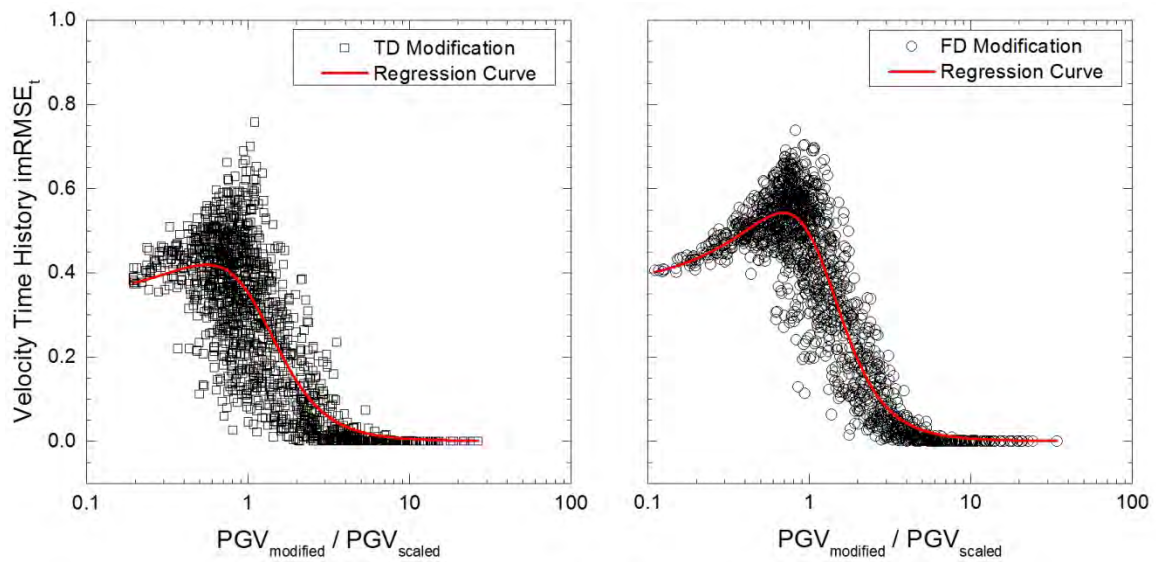 TD Modification
Regression Curve
FD Modification
Regression Curve
Velocity Time History imRMSE_t
1.0
0.8
0.6
0.4
0.2
0.0
0.1 1 10 100
0.1 1 10 100
PGV_modified / PGV_scaled
PGV_modified / PGV_scaled